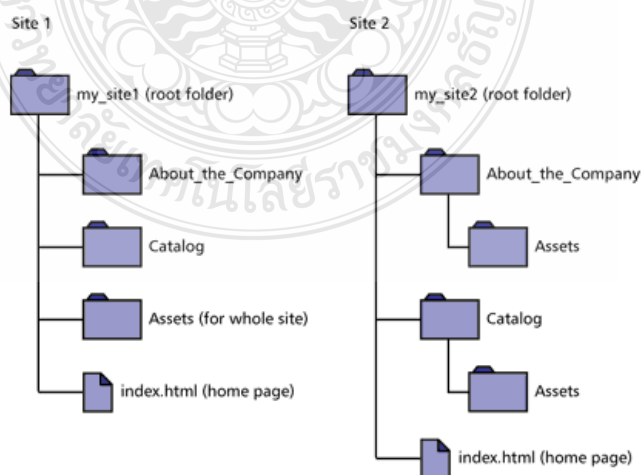 Site 1
my_site1 (root folder)
About_the_Company
Catalog
Assets (for whole site)
index.html (home page)
Site 2
my_site2 (root folder)
About_the_Company
Assets
Catalog
Assets
index.html (home page)